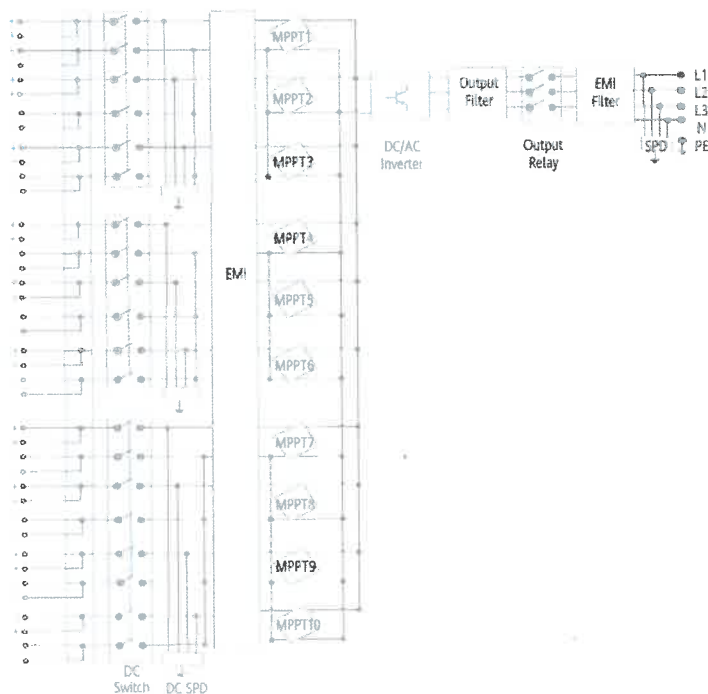 MPPT1
MPPT2
MPPT3
MPPT4
MPPT5
MPPT6
MPPT7
MPPT8
MPPT9
MPPT10
EMI
DC
Switch
DC SPD
DC/AC
Inverter
Output
Filter
Output
Relay
EMI
Filter
SPD
L1
L2
L3
N
PE